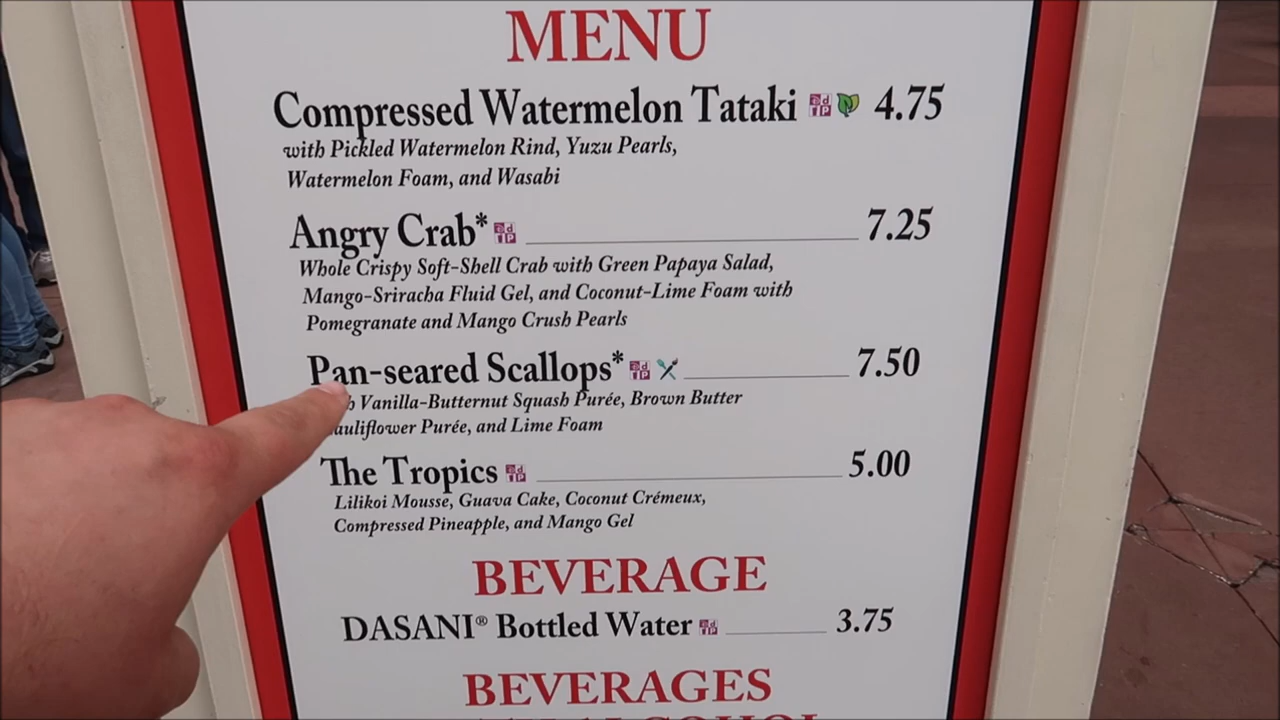 MENU
Compressed Watermelon Tataki 4.75
with Pickled Watermelon Rind, Yuzu Pearls,
Watermelon Foam, and Wasabi
Angry Crab* 7.25
Whole Crispy Soft-Shell Crab with Green Papaya Salad,
Mango-Sriracha Fluid Gel, and Coconut-Lime Foam with
Pomegranate and Mango Crush Pearls
Pan-seared Scallops* 7.50
Vanilla-Butternut Squash Purée, Brown Butter
Cauliflower Purée, and Lime Foam
The Tropics 5.00
Lilikoi Mousse, Guava Cake, Coconut Crémeux,
Compressed Pineapple, and Mango Gel
BEVERAGE
DASANI® Bottled Water 3.75
BEVERAGES